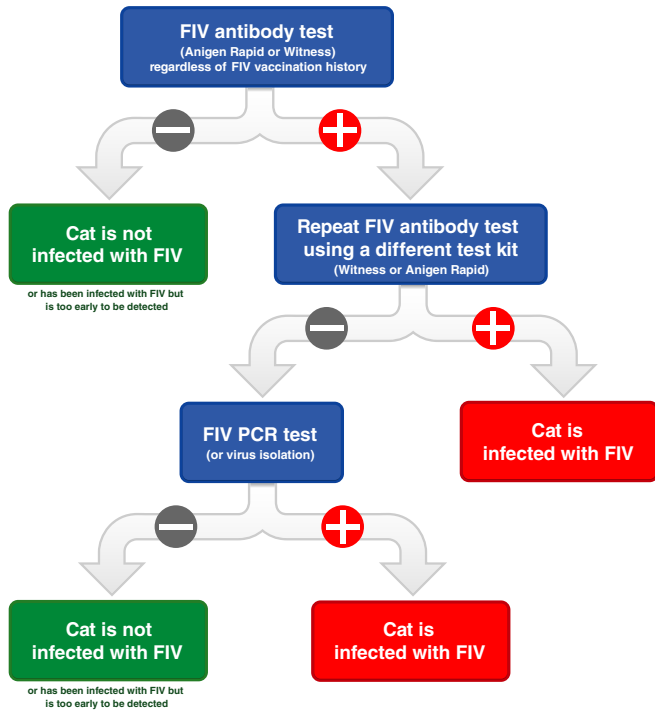 FIV antibody test
(Anigen Rapid or Witness)
regardless of FIV vaccination history
Cat is not
infected with FIV
or has been infected with FIV but
is too early to be detected
Repeat FIV antibody test
using a different test kit
(Witness or Anigen Rapid)
FIV PCR test
(or virus isolation)
Cat is
infected with FIV
Cat is not
infected with FIV
or has been infected with FIV but
is too early to be detected
Cat is
infected with FIV